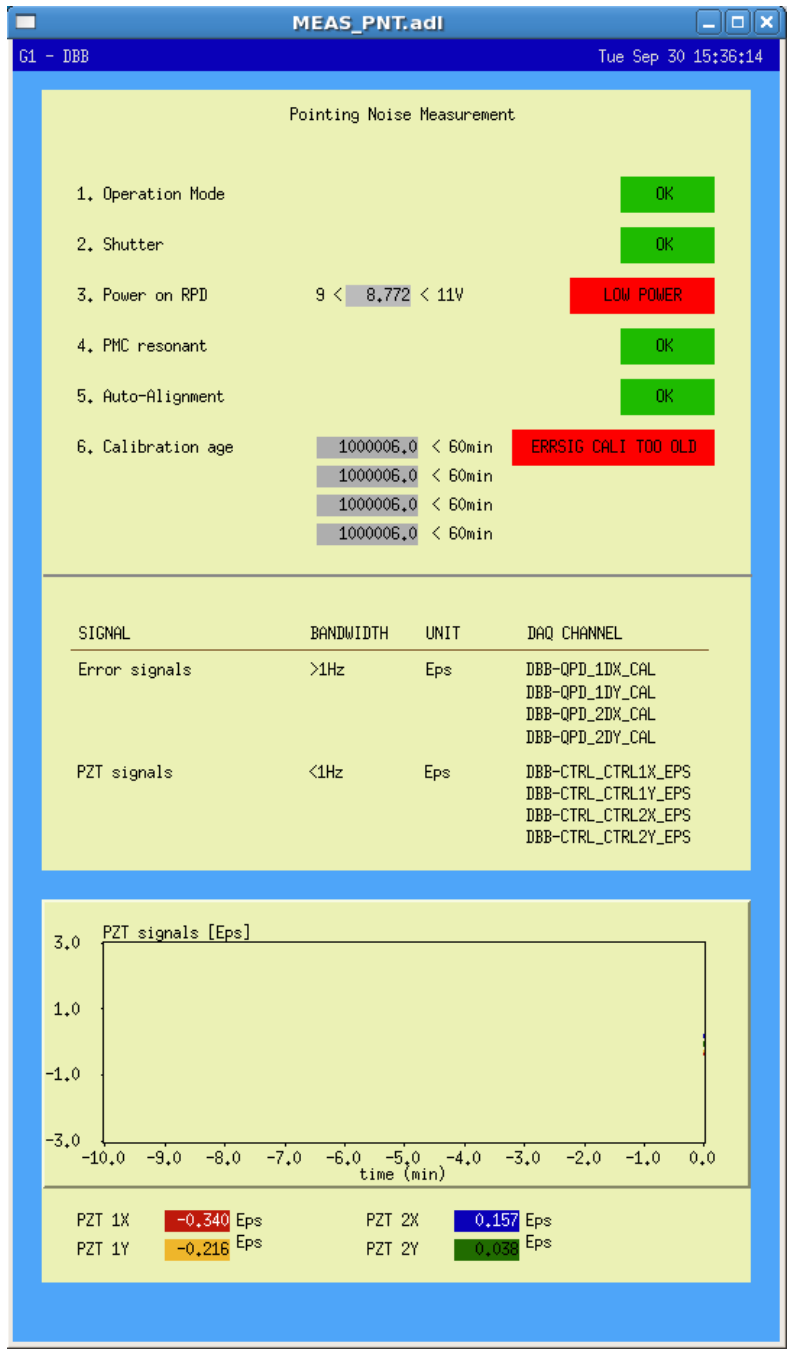 MEAS_PNT.adl
G1 - DBB Tue Sep 30 15:36:14
Pointing Noise Measurement
1. Operation Mode OK
2. Shutter OK
3. Power on RPD 9 < 8.772 < 11V LOW POWER
4. PMC resonant OK
5. Auto-Alignment OK
6. Calibration age 1000006.0 < 60min ERRSIG CALI TOO OLD
1000006.0 < 60min
1000006.0 < 60min
1000006.0 < 60min
SIGNAL BANDWIDTH UNIT DAQ CHANNEL
Error signals >1Hz Eps DBB-QPD_1DX_CAL
DBB-QPD_1DY_CAL
DBB-QPD_2DX_CAL
DBB-QPD_2DY_CAL
PZT signals <1Hz Eps DBB-CTRL_CTRL1X_EPS
DBB-CTRL_CTRL1Y_EPS
DBB-CTRL_CTRL2X_EPS
DBB-CTRL_CTRL2Y_EPS
PZT signals [Eps]
3.0
1.0
-1.0
-3.0
-10.0 -9.0 -8.0 -7.0 -6.0 -5.0 -4.0 -3.0 -2.0 -1.0 0.0
time (min)
PZT 1X -0.340 Eps PZT 2X 0.157 Eps
PZT 1Y -0.216 Eps PZT 2Y 0.038 Eps